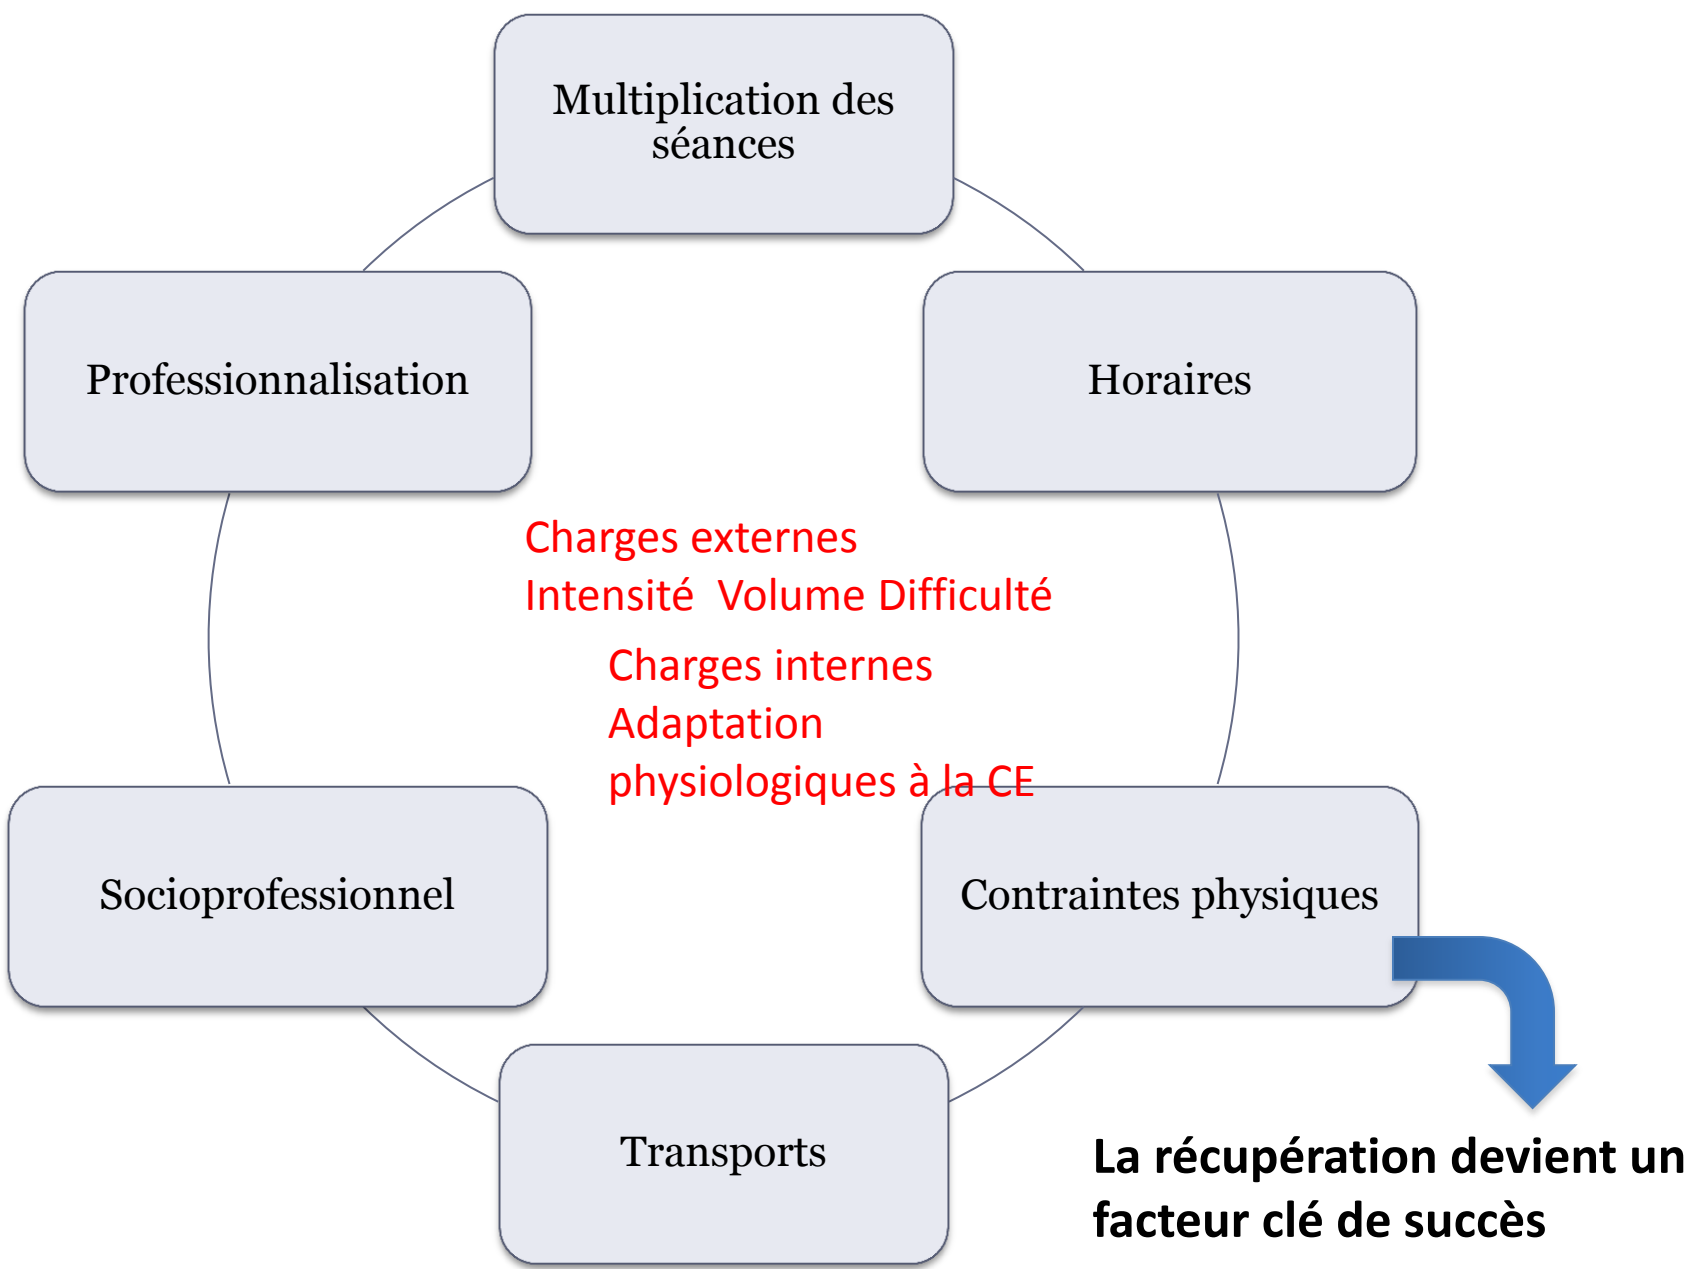 Multiplication des
séances
Professionnalisation
Horaires
Charges externes
Intensité  Volume Difficulté
Charges internes
Adaptation
physiologiques à la CE
Socioprofessionnel
Contraintes physiques
Transports
La récupération devient un
facteur clé de succès